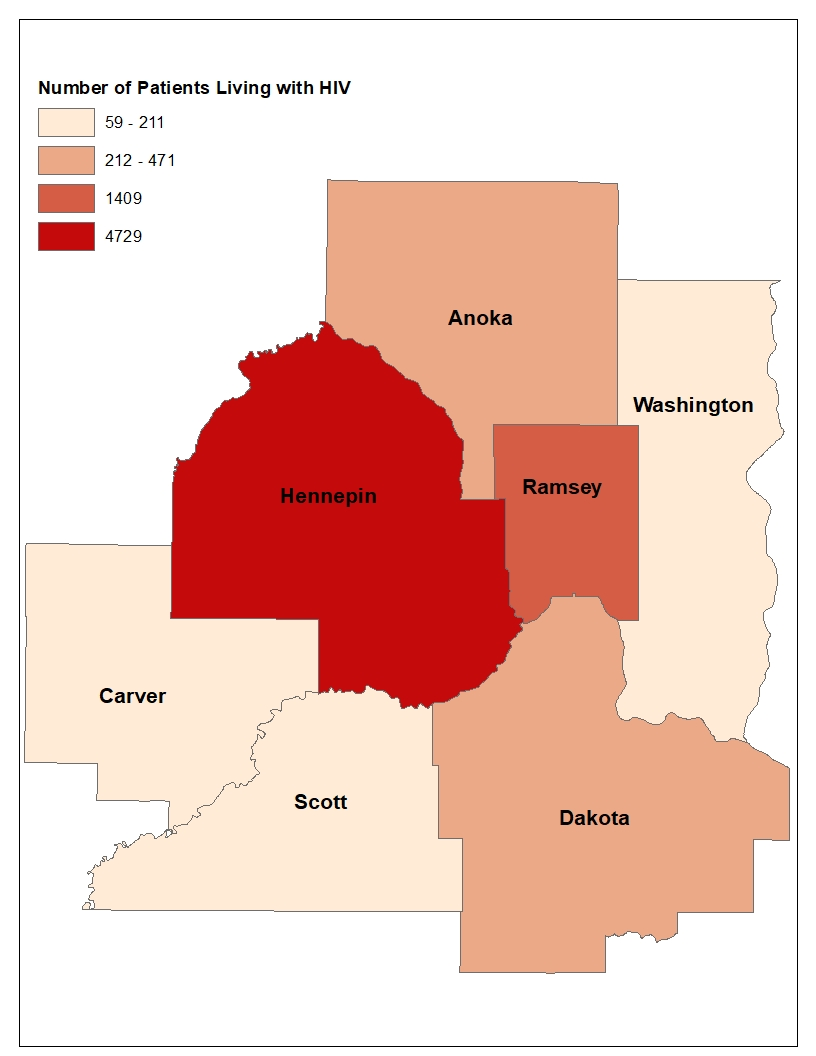 Number of Patients Living with HIV
59 - 211
212 - 471
1409
4729
Anoka
Washington
Ramsey
Hennepin
Carver
Scott
Dakota